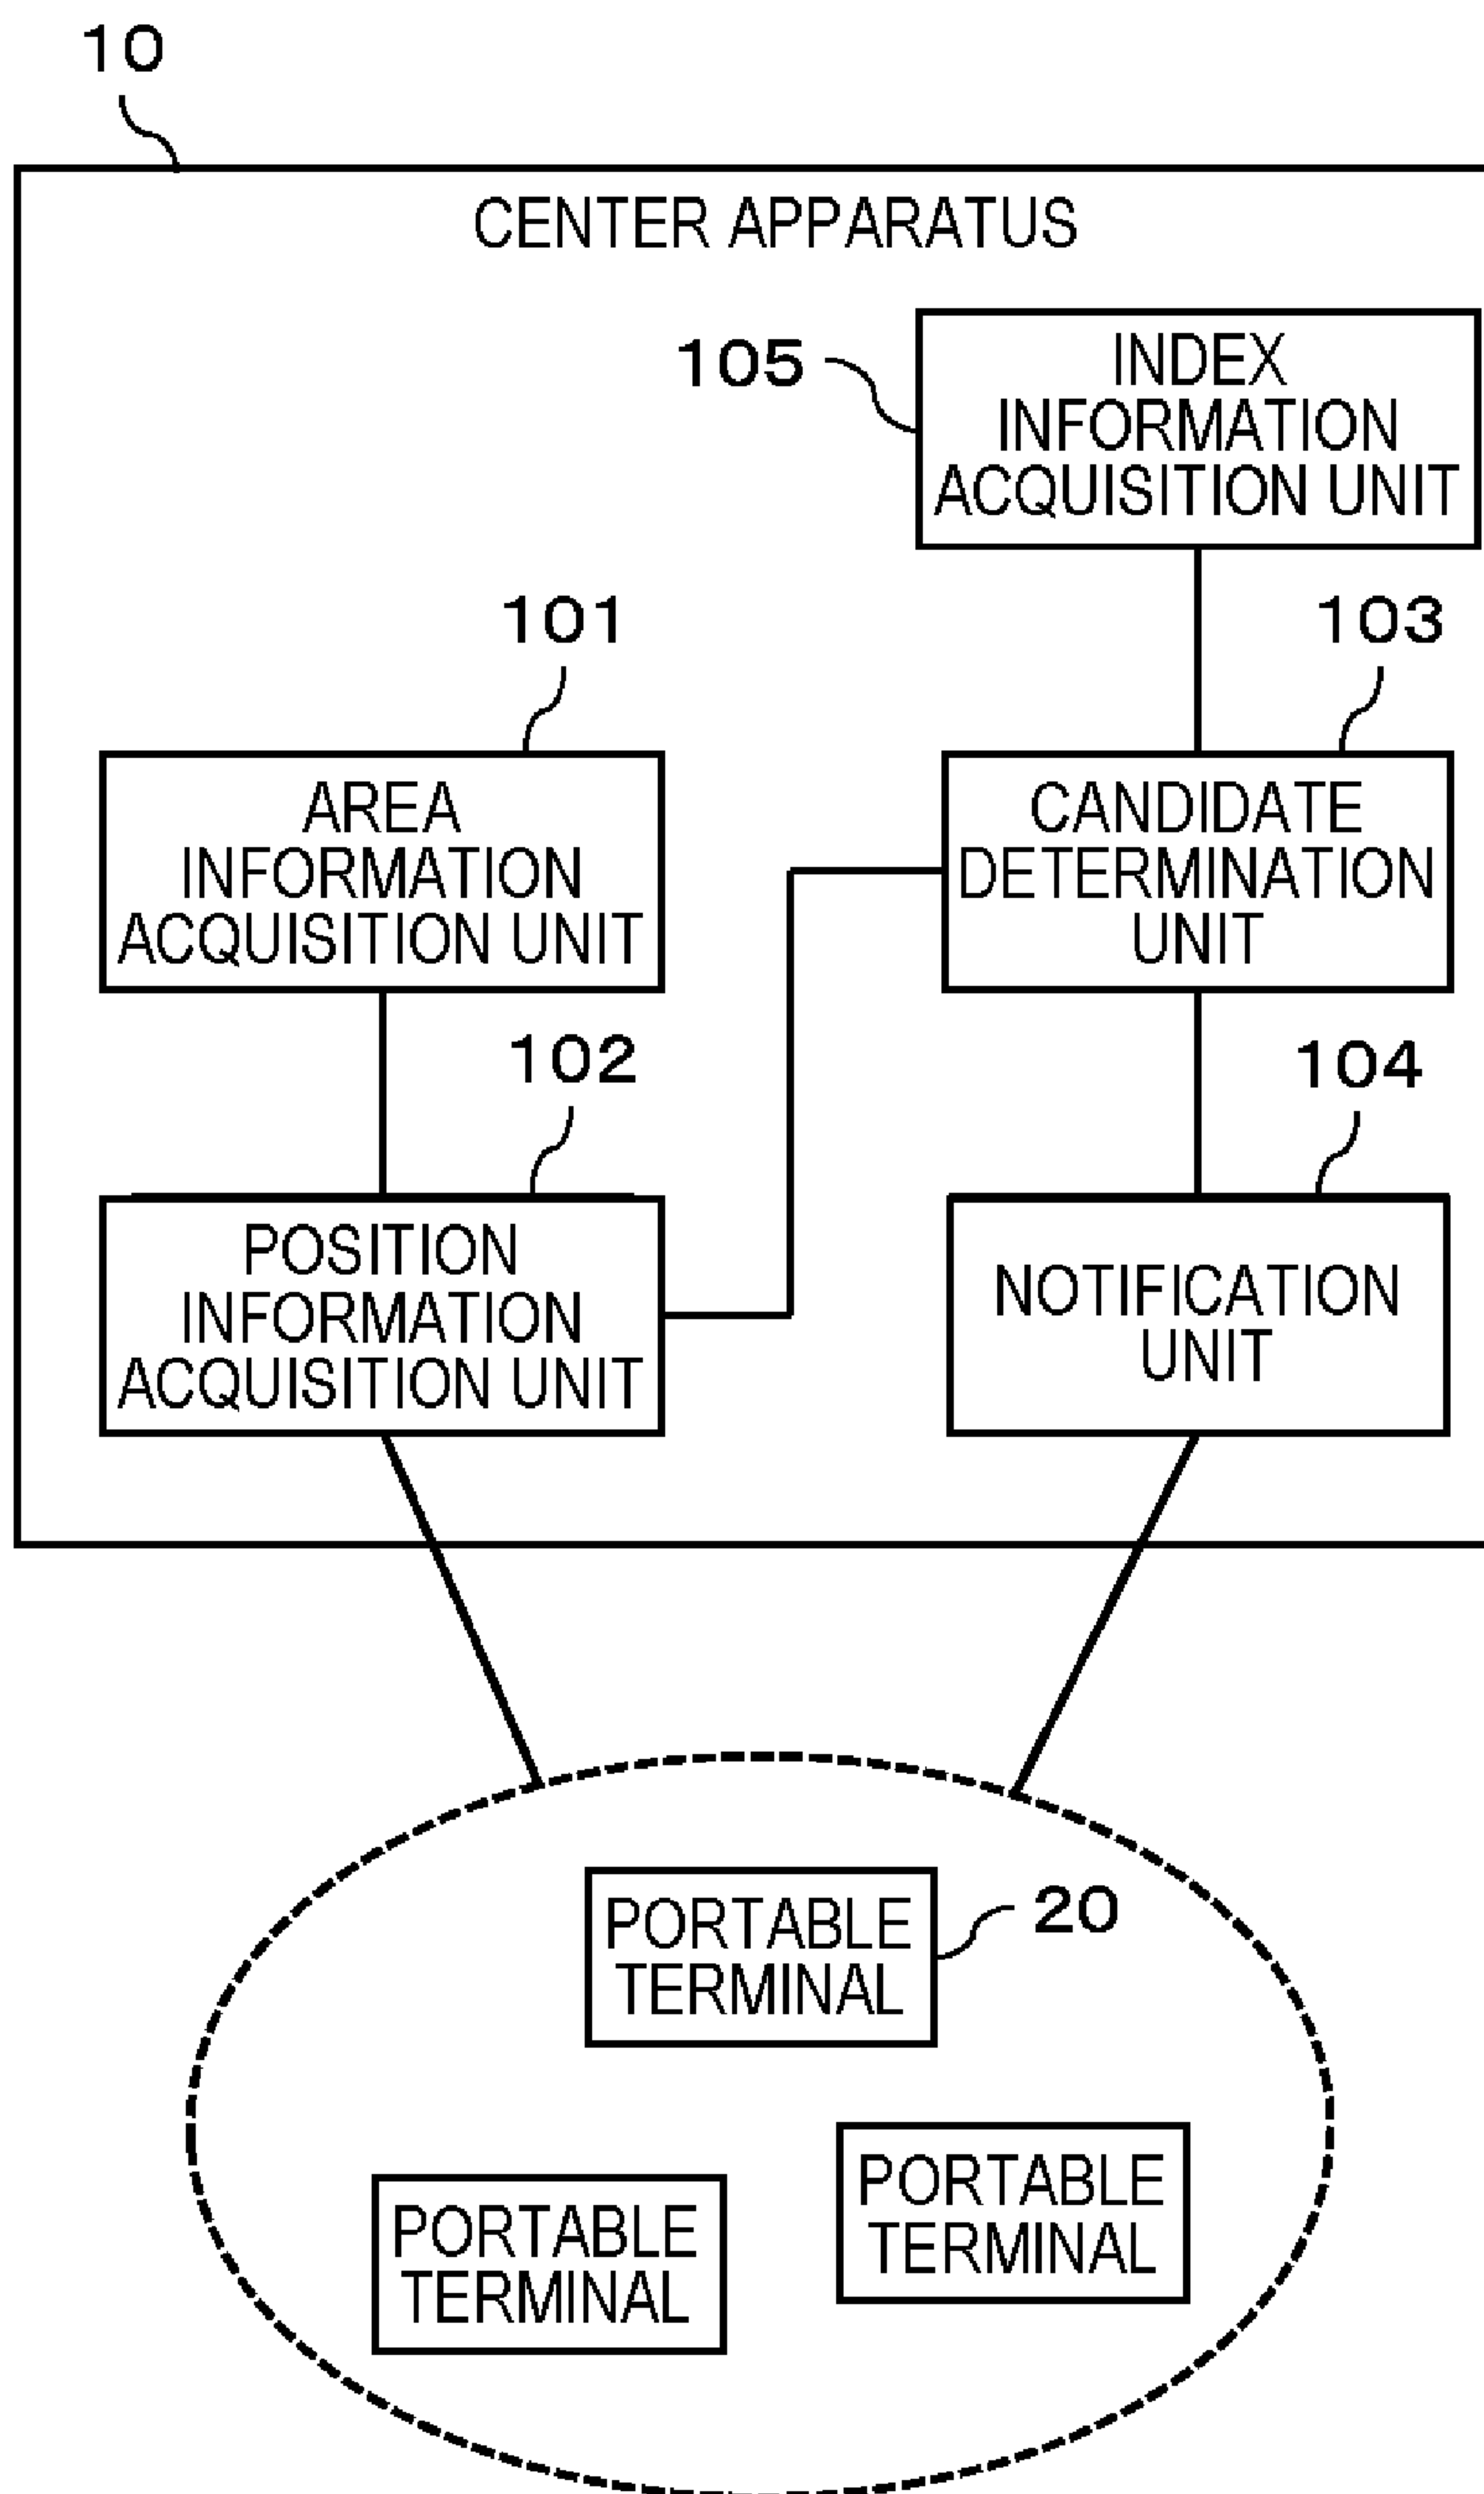 10
CENTER APPARATUS
105
INDEX
INFORMATION
ACQUISITION UNIT
101
103
AREA
INFORMATION
ACQUISITION UNIT
CANDIDATE
DETERMINATION
UNIT
102
104
POSITION
INFORMATION
ACQUISITION UNIT
NOTIFICATION
UNIT
PORTABLE
TERMINAL
20
PORTABLE
TERMINAL
PORTABLE
TERMINAL